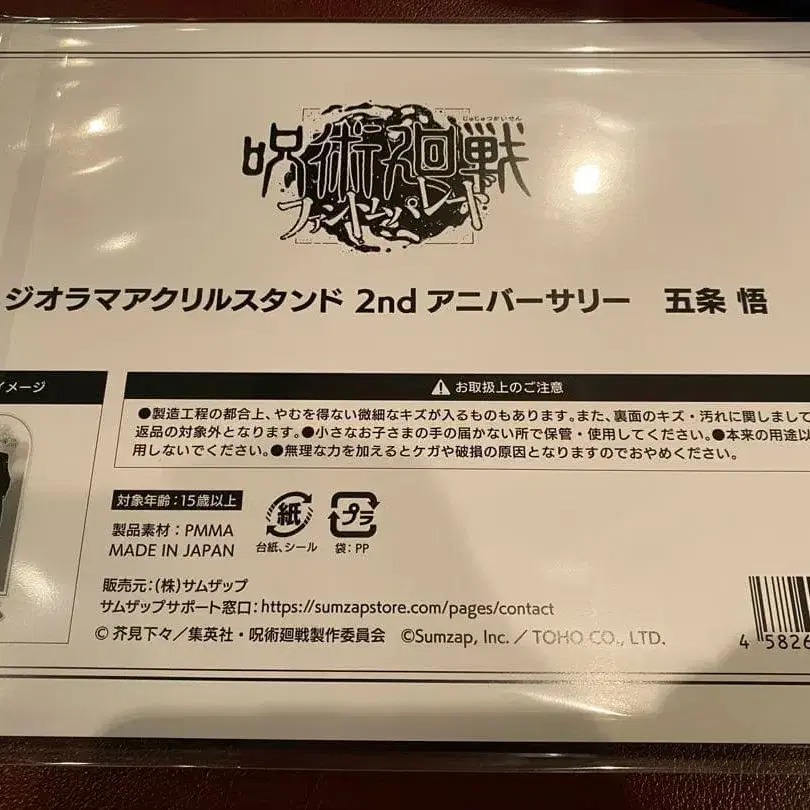 じゅじゅつかいせん
呪術廻戦
ファントムパレード
ジオラマアクリルスタンド 2nd アニバーサリー　五条 悟
イメージ
お取扱上のご注意
●製造工程の都合上、やむを得ない微細なキズが入るものもあります。また、裏面のキズ・汚れに関しまして
返品の対象外となります。●小さなお子さまの手の届かない所で保管・使用してください。●本来の用途以
用しないでください。●無理な力を加えるとケガや破損の原因となりますのでおやめください。
対象年齢：15歳以上
製品素材：PMMA
MADE IN JAPAN
紙
台紙、シール
プラ
袋：PP
販売元：(株)サムザップ
サムザップサポート窓口：https://sumzapstore.com/pages/contact
© 芥見下々／集英社・呪術廻戦製作委員会　©Sumzap, Inc.／TOHO CO., LTD.
4 5826